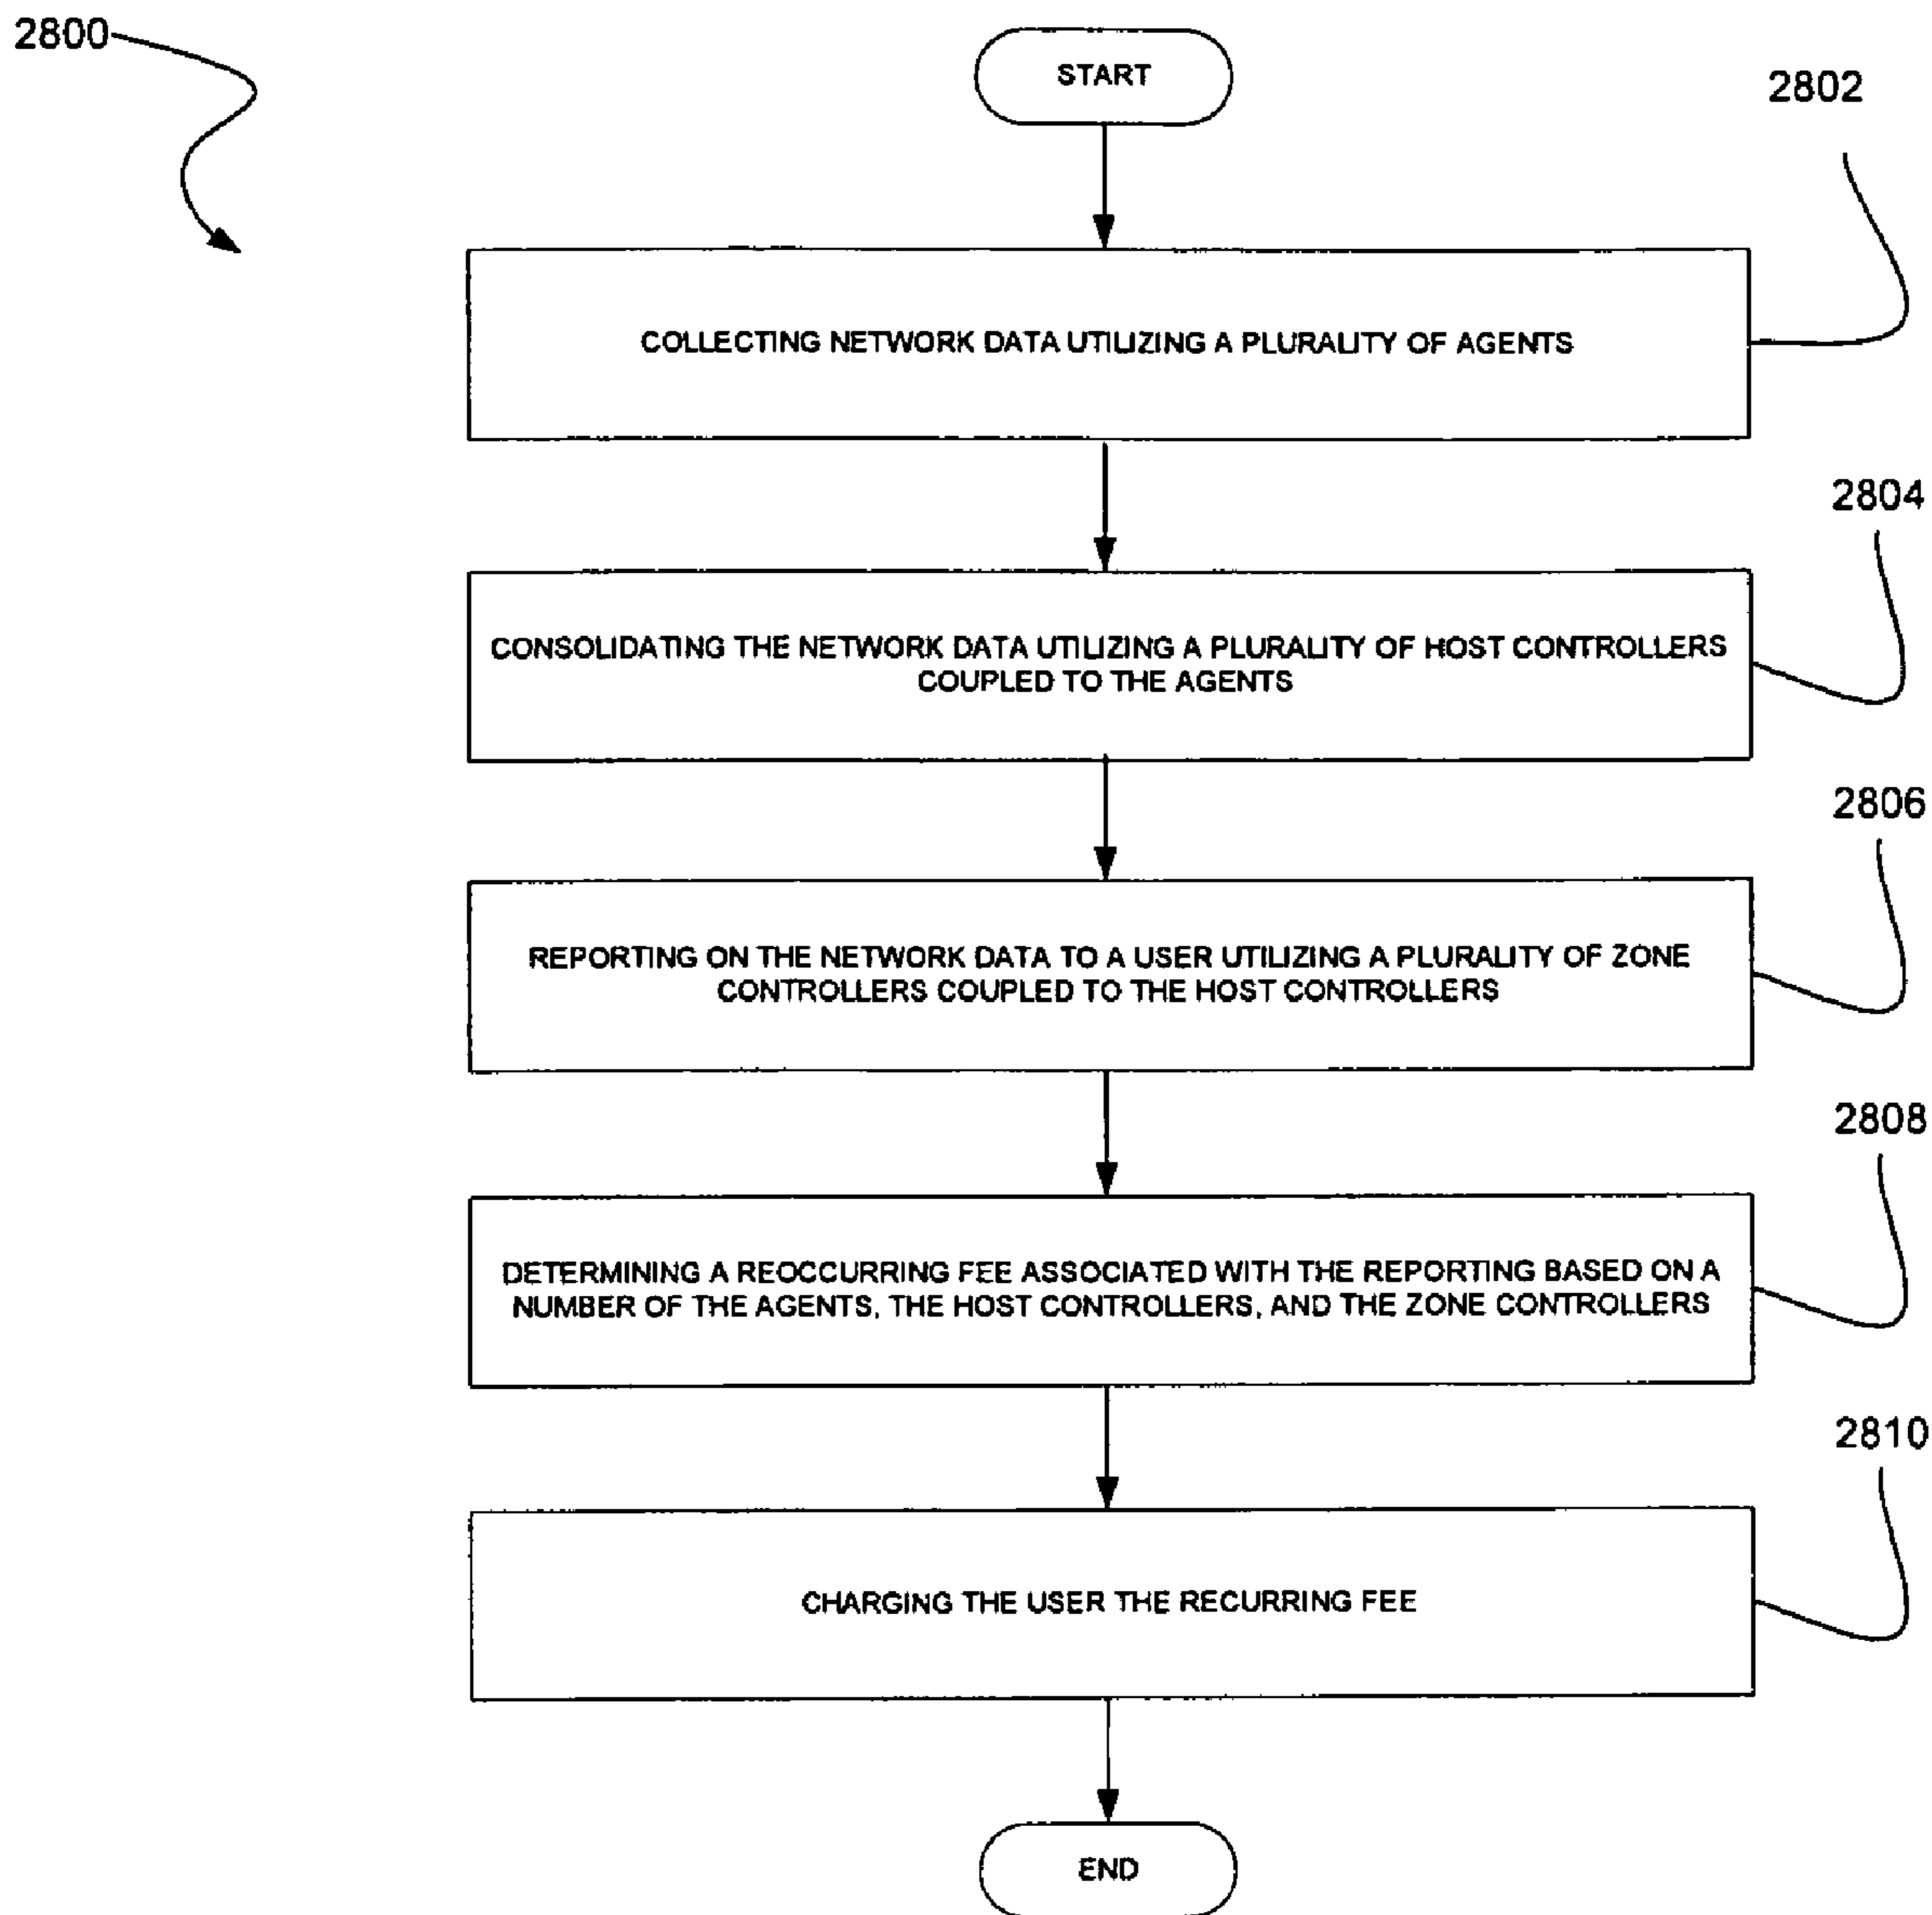 2800
START
2802
COLLECTING NETWORK DATA UTILIZING A PLURALITY OF AGENTS
2804
CONSOLIDATING THE NETWORK DATA UTILIZING A PLURALITY OF HOST CONTROLLERS
COUPLED TO THE AGENTS
2806
REPORTING ON THE NETWORK DATA TO A USER UTILIZING A PLURALITY OF ZONE
CONTROLLERS COUPLED TO THE HOST CONTROLLERS
2808
DETERMINING A REOCCURRING FEE ASSOCIATED WITH THE REPORTING BASED ON A
NUMBER OF THE AGENTS, THE HOST CONTROLLERS, AND THE ZONE CONTROLLERS
2810
CHARGING THE USER THE RECURRING FEE
END